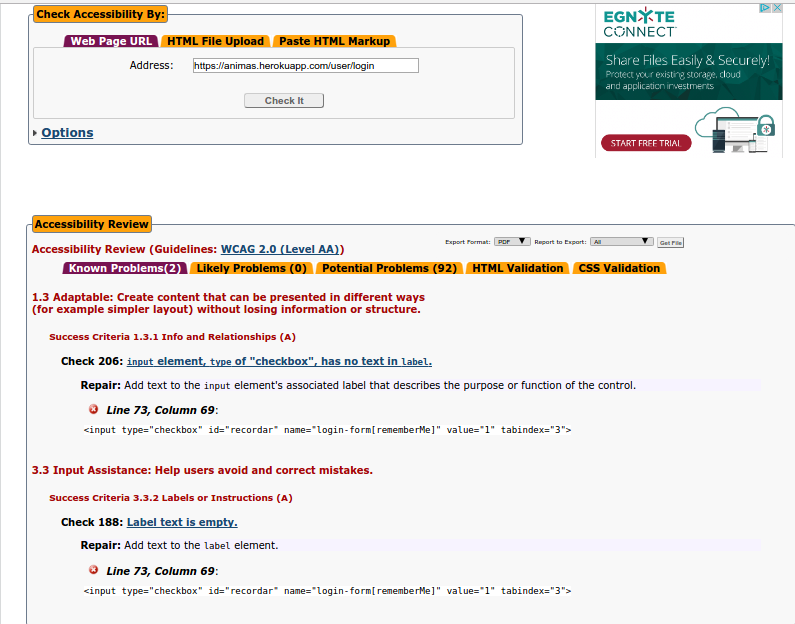 Check Accessibility By:
Web Page URL HTML File Upload Paste HTML Markup
Address: https://animas.herokuapp.com/user/login
Check It
Options
EGNYTE
CONNECT
Share Files Easily & Securely!
Protect your existing storage, cloud
and application investments
START FREE TRIAL
Accessibility Review
Accessibility Review (Guidelines: WCAG 2.0 (Level AA))
Export Format: PDF Report to Export: All Get File
Known Problems(2) Likely Problems (0) Potential Problems (92) HTML Validation CSS Validation
1.3 Adaptable: Create content that can be presented in different ways
(for example simpler layout) without losing information or structure.
Success Criteria 1.3.1 Info and Relationships (A)
Check 206: input element, type of "checkbox", has no text in label.
Repair: Add text to the input element's associated label that describes the purpose or function of the control.
Line 73, Column 69:
<input type="checkbox" id="recordar" name="login-form[rememberMe]" value="1" tabindex="3">
3.3 Input Assistance: Help users avoid and correct mistakes.
Success Criteria 3.3.2 Labels or Instructions (A)
Check 188: Label text is empty.
Repair: Add text to the label element.
Line 73, Column 69:
<input type="checkbox" id="recordar" name="login-form[rememberMe]" value="1" tabindex="3">